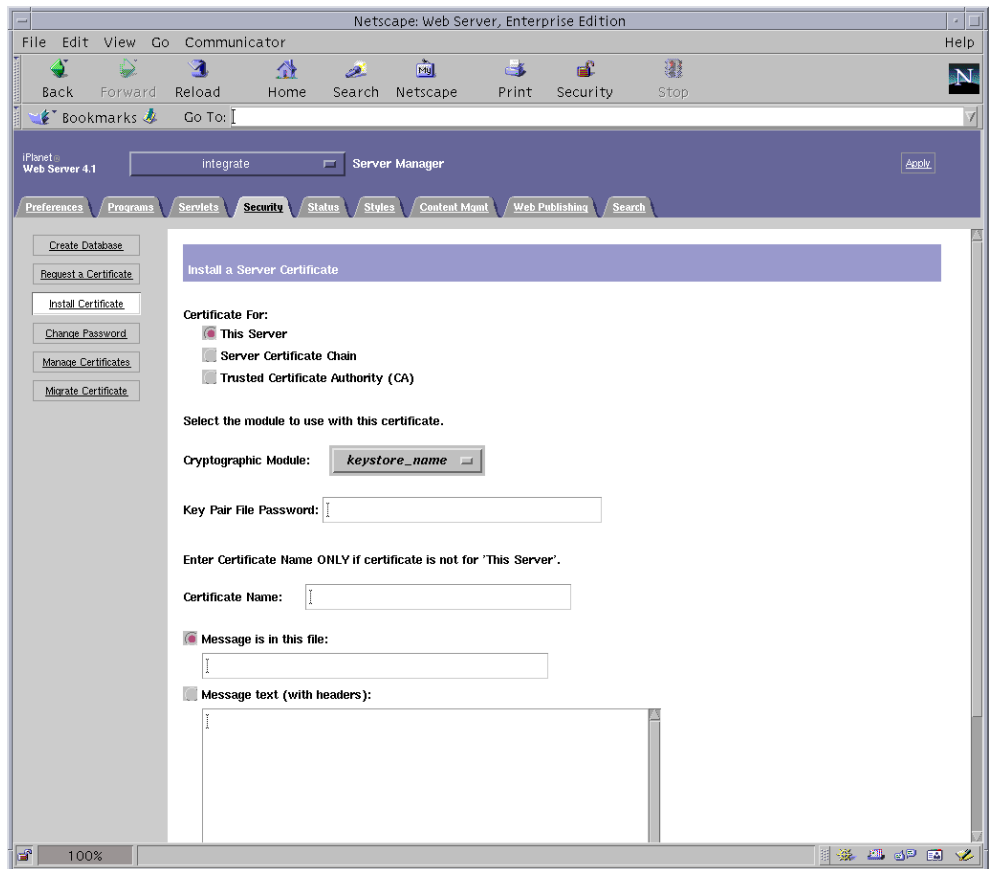 Netscape: Web Server, Enterprise Edition
File Edit View Go Communicator Help
Back Forward Reload Home Search Netscape Print Security Stop
My
N
Bookmarks Go To:
iPlanet
Web Server 4.1
integrate
Server Manager
Apply
Preferences Programs Servlets Security Status Styles Content Mgmt Web Publishing Search
Create Database
Request a Certificate
Install Certificate
Change Password
Manage Certificates
Migrate Certificate
Install a Server Certificate
Certificate For:
This Server
Server Certificate Chain
Trusted Certificate Authority (CA)
Select the module to use with this certificate.
Cryptographic Module: keystore_name
Key Pair File Password:
Enter Certificate Name ONLY if certificate is not for 'This Server'.
Certificate Name:
Message is in this file:
Message text (with headers):
100%